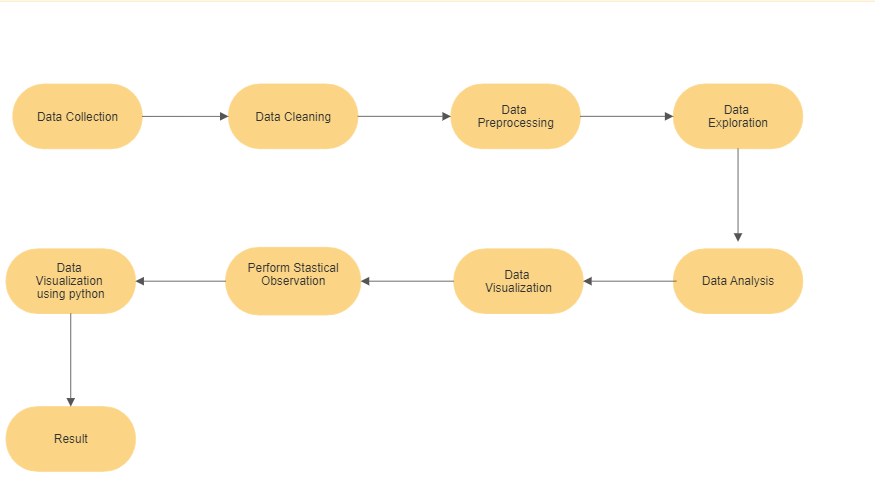 Data Collection
Data Cleaning
Data
Preprocessing
Data
Exploration
Data Analysis
Data
Visualization
Perform Stastical
Observation
Data
Visualization
using python
Result